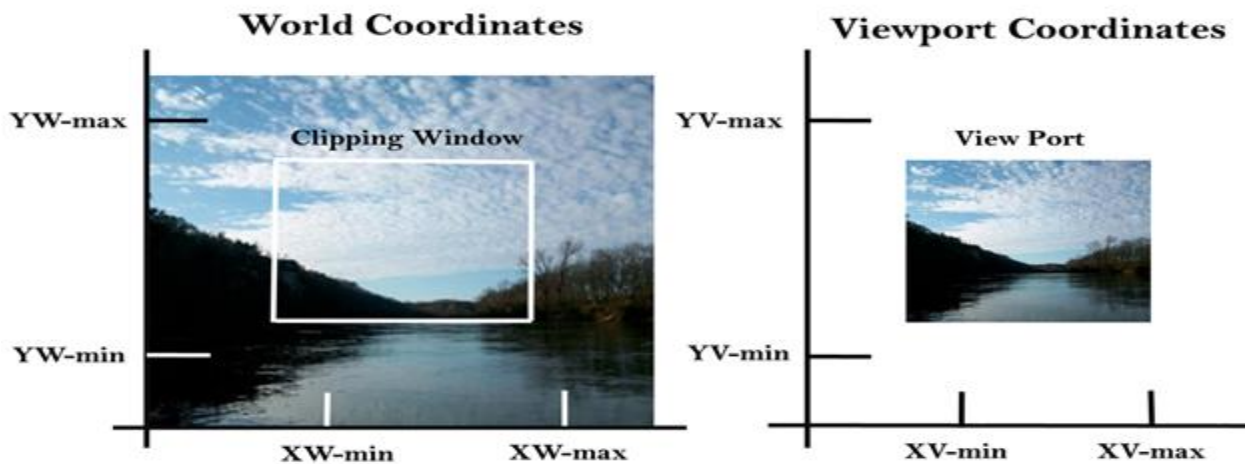 World Coordinates
YW-max
Clipping Window
YW-min
XW-min
XW-max
Viewport Coordinates
YV-max
View Port
YV-min
XV-min
XV-max